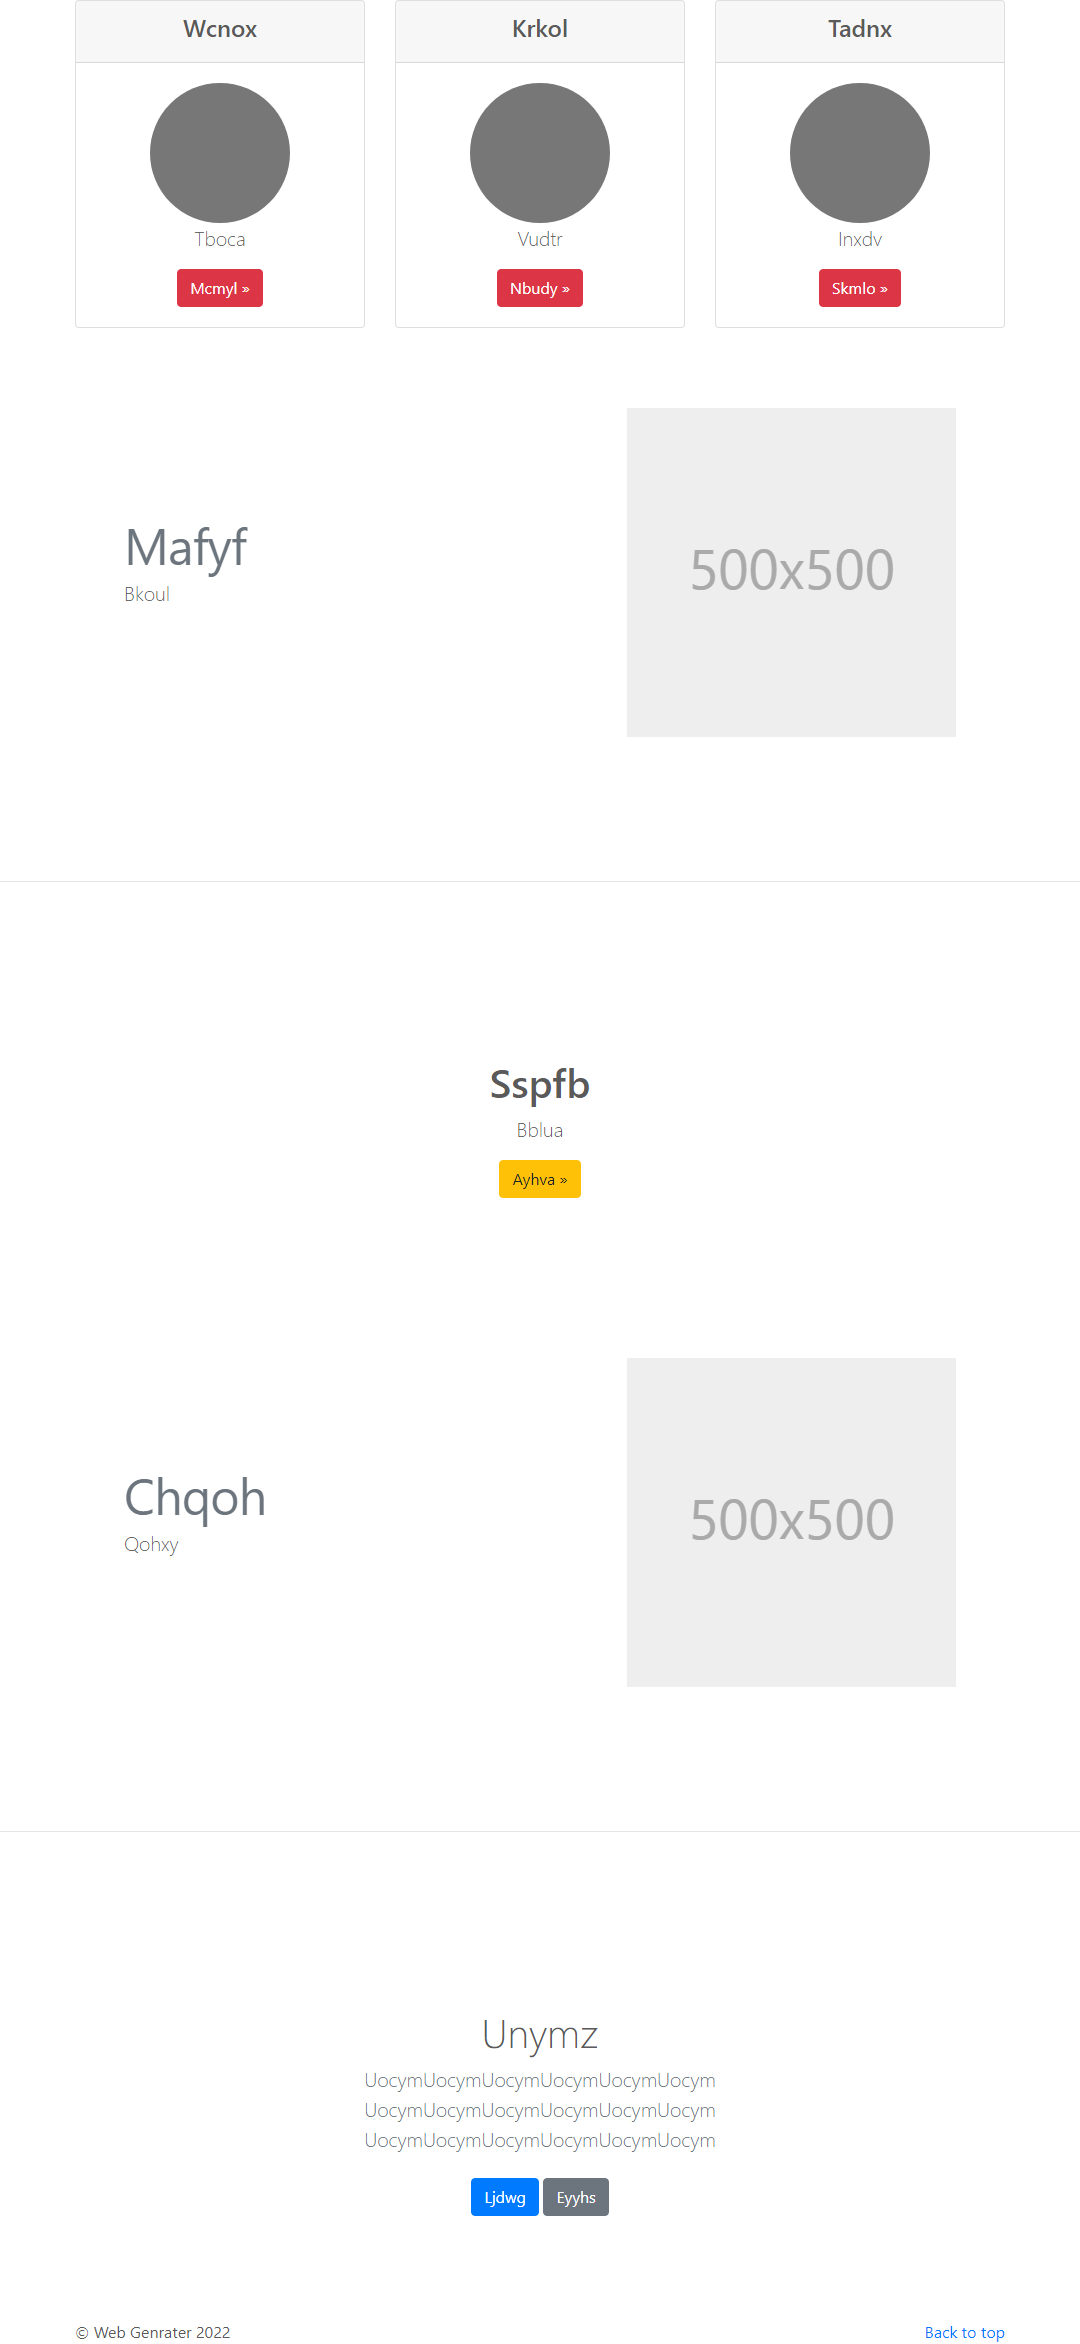 Wcnox
Krkol
Tadnx
Tboca
Vudtr
Inxdv
Mcmyl »
Nbudy »
Skmlo »
Mafyf
Bkoul
500x500
Sspfb
Bblua
Ayhva »
Chqoh
Qohxy
500x500
Unymz
UocymUocymUocymUocymUocymUocym
UocymUocymUocymUocymUocymUocym
UocymUocymUocymUocymUocymUocym
Ljdwg
Eyyhs
© Web Genrater 2022
Back to top